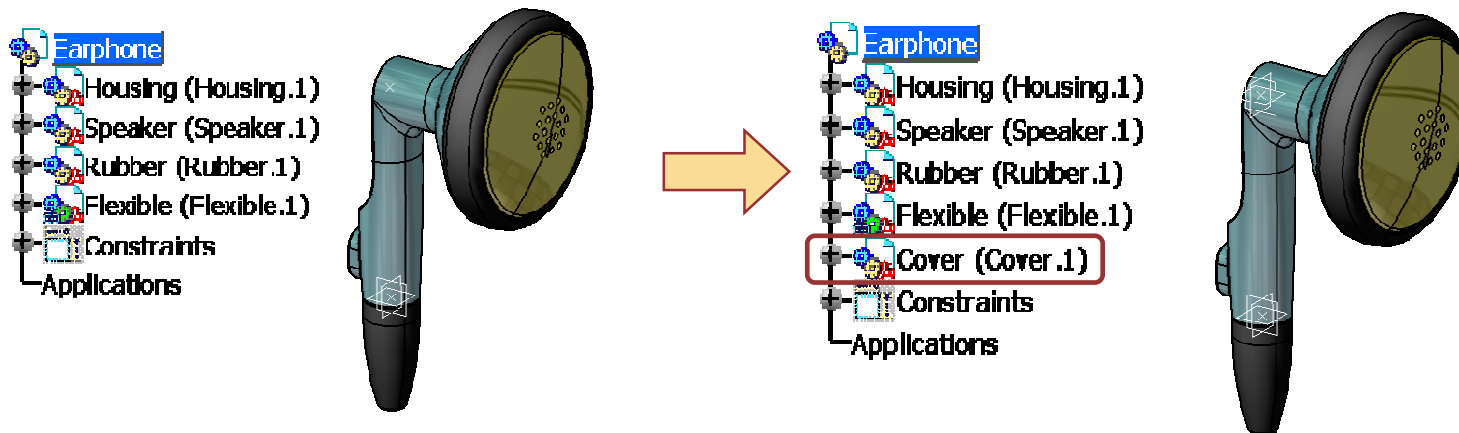 Earphone
Housing (Housing.1)
Speaker (Speaker.1)
Rubber (Rubber.1)
Flexible (Flexible.1)
Constraints
Applications
Earphone
Housing (Housing.1)
Speaker (Speaker.1)
Rubber (Rubber.1)
Flexible (Flexible.1)
Cover (Cover.1)
Constraints
Applications